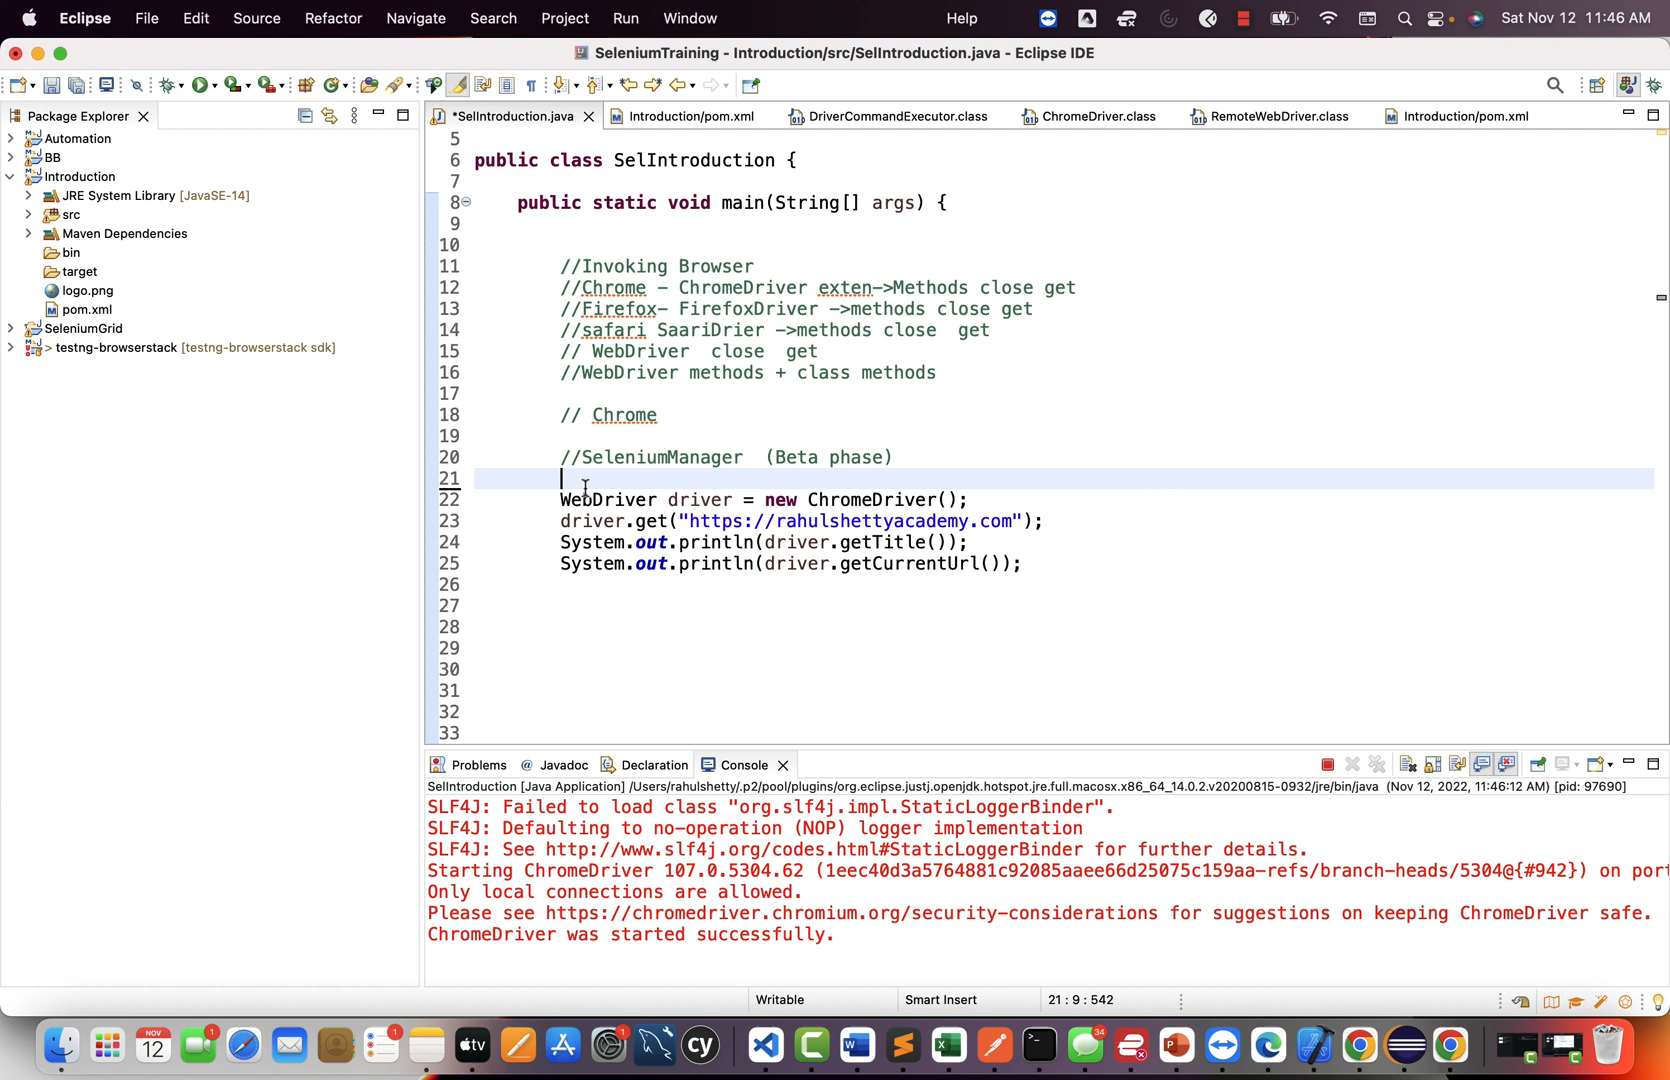 Eclipse File Edit Source Refactor Navigate Search Project Run Window Help Sat Nov 12 11:46 AM
SeleniumTraining - Introduction/src/SelIntroduction.java - Eclipse IDE
Package Explorer
*SelIntroduction.java Introduction/pom.xml DriverCommandExecutor.class ChromeDriver.class RemoteWebDriver.class Introduction/pom.xml
Automation
BB
Introduction
JRE System Library [JavaSE-14]
src
Maven Dependencies
bin
target
logo.png
pom.xml
SeleniumGrid
> testng-browserstack [testng-browserstack sdk]
5
6 public class SelIntroduction {
7
8 public static void main(String[] args) {
9
10
11 //Invoking Browser
12 //Chrome - ChromeDriver exten->Methods close get
13 //Firefox- FirefoxDriver ->methods close get
14 //safari SaariDrier ->methods close get
15 // WebDriver close get
16 //WebDriver methods + class methods
17
18 // Chrome
19
20 //SeleniumManager (Beta phase)
21
22 WebDriver driver = new ChromeDriver();
23 driver.get("https://rahulshettyacademy.com");
24 System.out.println(driver.getTitle());
25 System.out.println(driver.getCurrentUrl());
26
27
28
29
30
31
32
33
Problems @ Javadoc Declaration Console
SelIntroduction [Java Application] /Users/rahulshetty/.p2/pool/plugins/org.eclipse.justj.openjdk.hotspot.jre.full.macosx.x86_64_14.0.2.v20200815-0932/jre/bin/java (Nov 12, 2022, 11:46:12 AM) [pid: 97690]
SLF4J: Failed to load class "org.slf4j.impl.StaticLoggerBinder".
SLF4J: Defaulting to no-operation (NOP) logger implementation
SLF4J: See http://www.slf4j.org/codes.html#StaticLoggerBinder for further details.
Starting ChromeDriver 107.0.5304.62 (1eec40d3a5764881c92085aaee66d25075c159aa-refs/branch-heads/5304@{#942}) on port
Only local connections are allowed.
Please see https://chromedriver.chromium.org/security-considerations for suggestions on keeping ChromeDriver safe.
ChromeDriver was started successfully.
Writable Smart Insert 21 : 9 : 542
NOV 12 1 1 tv 1 cy 34